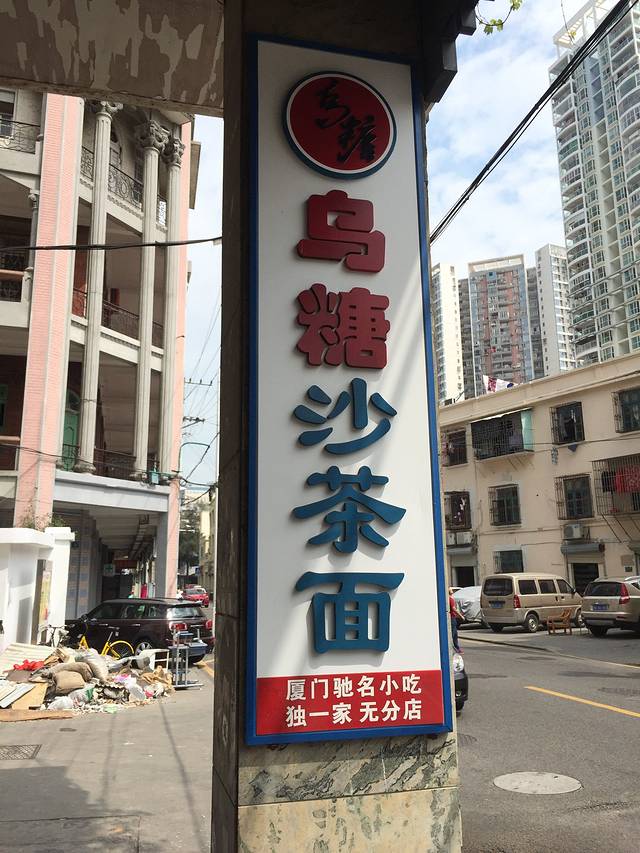 乌糖
乌糖沙茶面
厦门驰名小吃
独一家 无分店